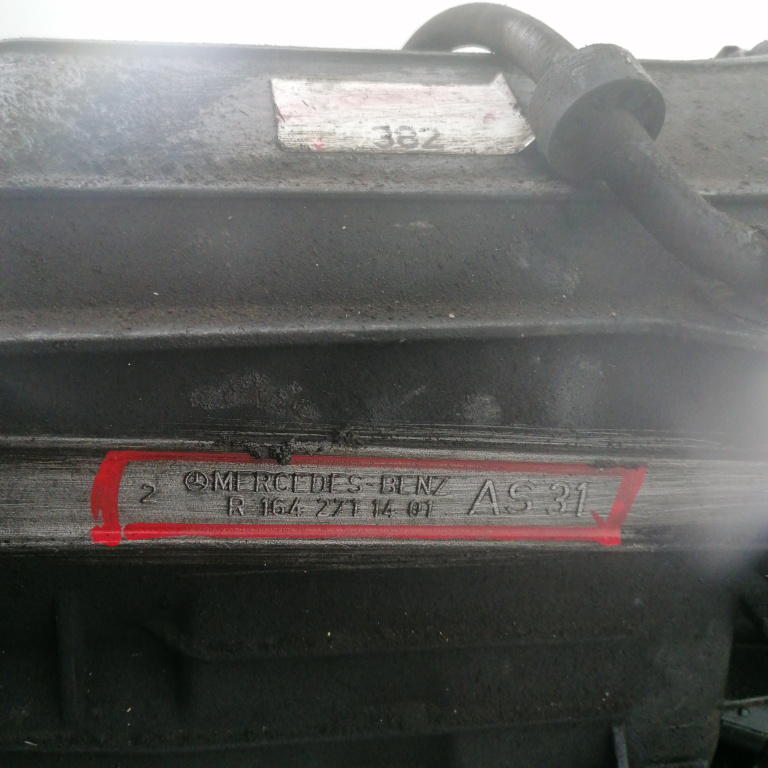 382
2 MERCEDES-BENZ AS 31
R 164 271 14 01